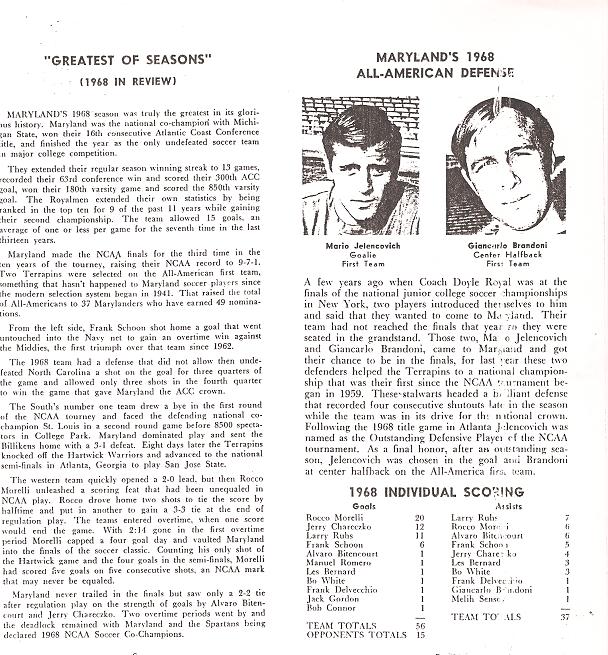 "GREATEST OF SEASONS"
(1968 IN REVIEW)
MARYLAND'S 1968 season was truly the greatest in its glori-
ous history. Maryland was the national co-champion with Michi-
gan State, won their 16th consecutive Atlantic Coast Conference
title, and finished the year as the only undefeated soccer team
in major college competition.
They extended their regular season winning streak to 13 games,
recorded their 63rd conference win and scored their 300th ACC
goal, won their 180th varsity game and scored the 850th varsity
goal. The Royalmen extended their own statistics by being
ranked in the top ten for 9 of the past 11 years while gaining
their second championship. The team allowed 15 goals, an
average of one or less per game for the seventh time in the last
thirteen years.
Maryland made the NCAA finals for the third time in the
ten years of the tourney, raising their NCAA record to 9-7-1.
Two Terrapins were selected on the All-American first team,
something that hasn't happened to Maryland soccer players since
the modern selection system began in 1941. That raised the total
of All-Americans to 37 Marylanders who have earned 49 nomina-
tions.
From the left side, Frank Schoon shot home a goal that went
untouched into the Navy net to gain an overtime win against
the Middies, the first triumph over that team since 1962.
The 1968 team had a defense that did not allow then unde-
feated North Carolina a shot on the goal for three quarters of
the game and allowed only three shots in the fourth quarter
to win the game that gave Maryland the ACC crown.
The South's number one team drew a bye in the first round
of the NCAA tourney and faced the defending national co-
champion St. Louis in a second round game before 8500 specta-
tors in College Park. Maryland dominated play and sent the
Billikens home with a 3-1 defeat. Eight days later the Terrapins
knocked off the Hartwick Warriors and advanced to the national
semi-finals in Atlanta, Georgia to play San Jose State.
The western team quickly opened a 2-0 lead, but then Rocco
Morelli unleashed a scoring feat that had been unequaled in
NCAA play. Rocco drove home two shots to tie the score by
halftime and put in another to gain a 3-3 tie at the end of
regulation play. The teams entered overtime, when one score
would end the game. With 2:14 gone in the first overtime
period Morelli capped a four goal day and vaulted Maryland
into the finals of the soccer classic. Counting his only shot of
the Hartwick game and the four goals in the semi-finals, Morelli
had scored five goals on five consecutive shots, an NCAA mark
that may never be equaled.
Maryland never trailed in the finals but saw only a 2-2 tie
after regulation play on the strength of goals by Alvaro Biten-
court and Jerry Chareczko. Two overtime periods went by and
the deadlock remained with Maryland and the Spartans being
declared 1968 NCAA Soccer Co-Champions.
MARYLAND'S 1968
ALL-AMERICAN DEFENSE
Mario Jelencovich
Goalie
First Team
Giancarlo Brandoni
Center Halfback
First Team
A few years ago when Coach Doyle Royal was at the
finals of the national junior college soccer championships
in New York, two players introduced themselves to him
and said that they wanted to come to Maryland. Their
team had not reached the finals that year so they were
seated in the grandstand. Those two, Mario Jelencovich
and Giancarlo Brandoni, came to Maryland and got
their chance to be in the finals, for last year these two
defenders helped the Terrapins to a national champion-
ship that was their first since the NCAA tournament be-
gan in 1959. These stalwarts headed a brilliant defense
that recorded four consecutive shutouts late in the season
while the team was in its drive for the national crown.
Following the 1968 title game in Atlanta Jelencovich was
named as the Outstanding Defensive Player of the NCAA
tournament. As a final honor, after an outstanding sea-
son, Jelencovich was chosen in the goal and Brandoni
at center halfback on the All-America first team.
1968 INDIVIDUAL SCORING
Goals
Rocco Morelli 20
Jerry Chareczko 12
Larry Ruhs 11
Frank Schoon 6
Alvaro Bitencourt 1
Manuel Romero 1
Les Bernard 1
Bo White 1
Frank Delvecchio 1
Jack Gordon 1
Bob Connor 1
TEAM TOTALS 56
OPPONENTS TOTALS 15
Assists
Larry Ruhs 7
Rocco Morelli 6
Alvaro Bitencourt 6
Frank Schoon 5
Jerry Chareczko 4
Les Bernard 3
Bo White 3
Frank Delvecchio 1
Giancarlo Brandoni 1
Melih Sensoy 1
TEAM TOTALS 37